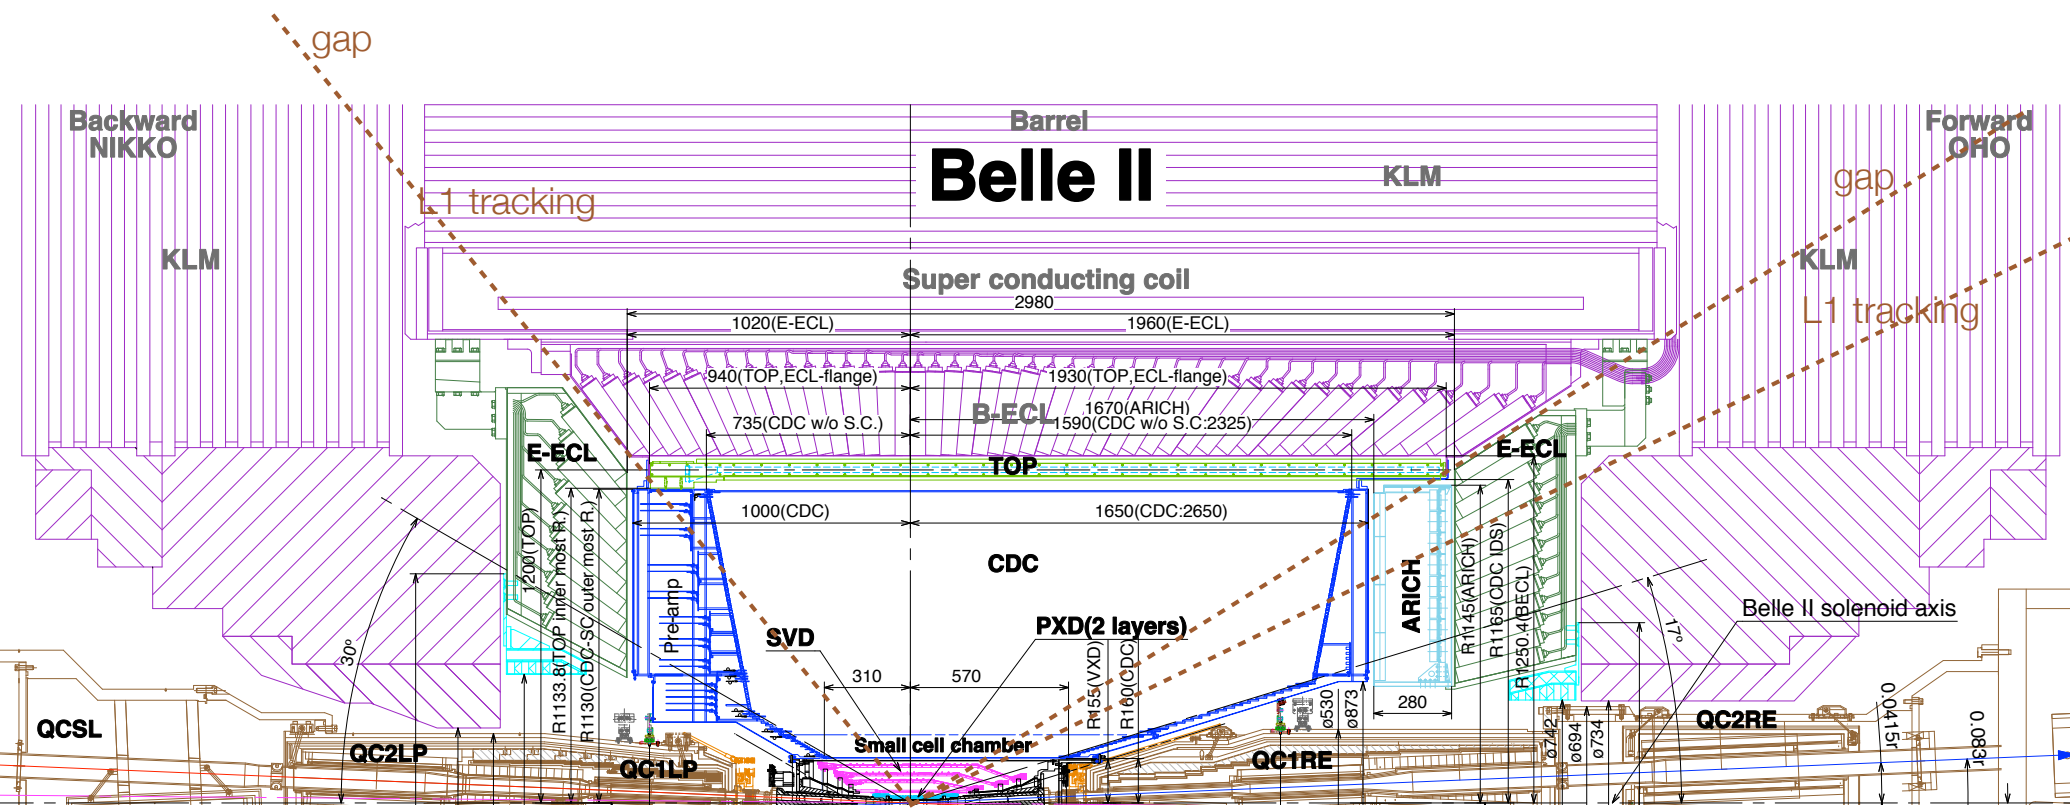 gap
Backward
NIKKO
Barrel
Forward
OHO
Belle II
KLM
gap
L1 tracking
KLM
KLM
Super conducting coil
2980
L1 tracking
1020(E-ECL)
1960(E-ECL)
940(TOP,ECL-flange)
1930(TOP,ECL-flange)
B-ECL
1670(ARICH)
735(CDC w/o S.C.)
1590(CDC w/o S.C:2325)
E-ECL
E-ECL
TOP
1000(CDC)
1650(CDC:2650)
CDC
1200(TOP)
R1133.8(TOP inner most R.)
R1130(CDC-SCouter most R.)
Pre-amp
ARICH
R1145(ARICH)
R1165(CDC IDS)
R1250.4(BECL)
30°
17°
Belle II solenoid axis
SVD
PXD(2 layers)
310
570
R155(VXD)
R160(CDC)
280
ø530
ø873
ø742
ø694
ø734
QCSL
QC2LP
QC1LP
Small cell chamber
QC1RE
QC2RE
0.0415r
0.083r